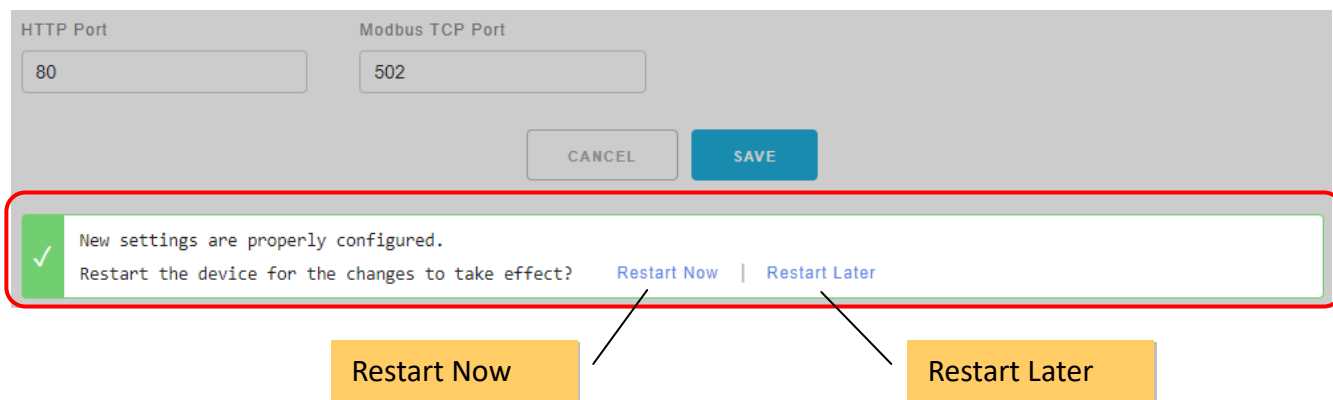 HTTP Port
Modbus TCP Port
80
502
CANCEL
SAVE
New settings are properly configured.
Restart the device for the changes to take effect? Restart Now | Restart Later
Restart Now
Restart Later